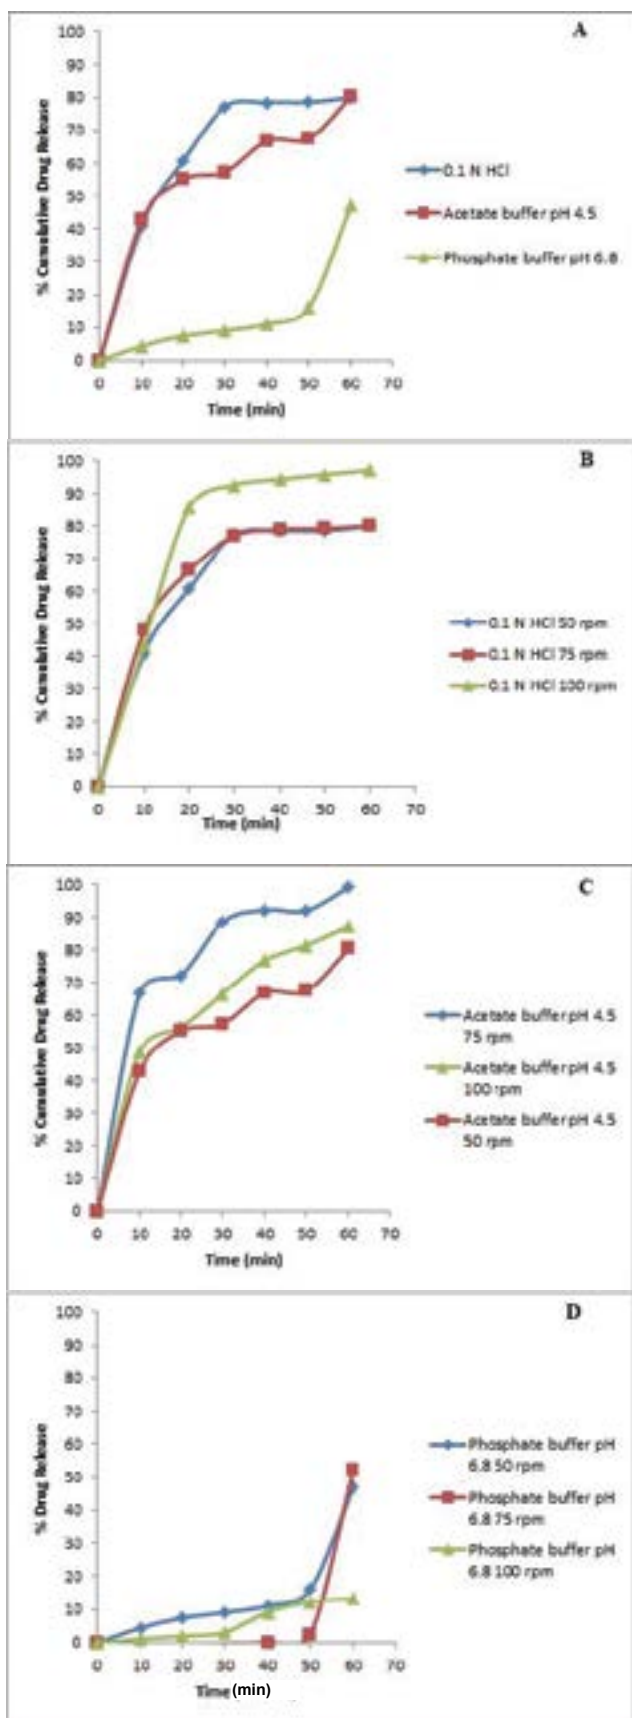 A
100
90
80
70
60
50
40
30
20
10
0
% Cumulative Drug Release
0 10 20 30 40 50 60 70
Time (min)
0.1 N HCl
Acetate buffer pH 4.5
Phosphate buffer pH 6.8
B
100
90
80
70
60
50
40
30
20
10
0
% Cumulative Drug Release
0 10 20 30 40 50 60 70
Time (min)
0.1 N HCl 50 rpm
0.1 N HCl 75 rpm
0.1 N HCl 100 rpm
C
100
90
80
70
60
50
40
30
20
10
0
% Cumulative Drug Release
0 10 20 30 40 50 60 70
Time (min)
Acetate buffer pH 4.5
75 rpm
Acetate buffer pH 4.5
100 rpm
Acetate buffer pH 4.5
50 rpm
D
100
90
80
70
60
50
40
30
20
10
0
% Drug Release
0 10 20 30 40 50 60 70
Time (min)
Phosphate buffer pH
6.8 50 rpm
Phosphate buffer pH
6.8 75 rpm
Phosphate buffer pH
6.8 100 rpm